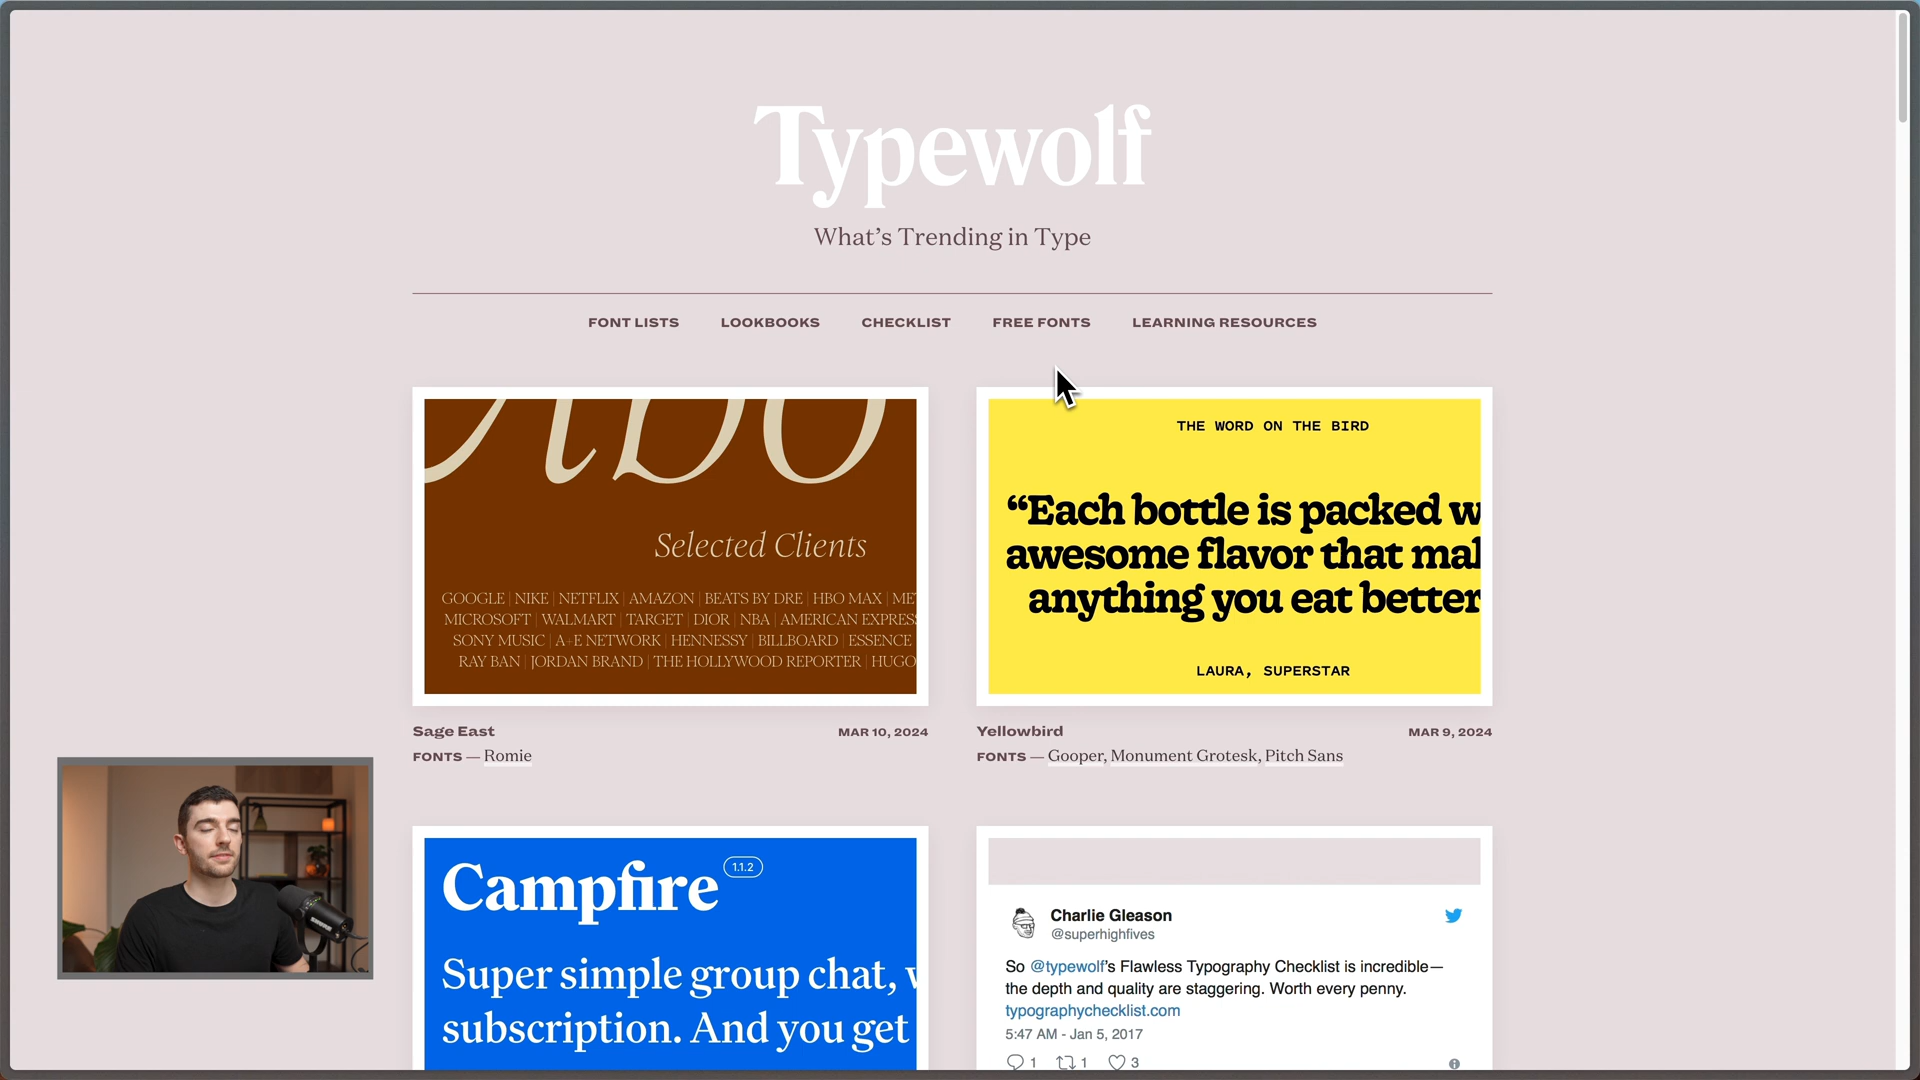 Typewolf
What's Trending in Type
FONT LISTS LOOKBOOKS CHECKLIST FREE FONTS LEARNING RESOURCES
Selected Clients
GOOGLE | NIKE | NETFLIX | AMAZON | BEATS BY DRE | HBO MAX |
MICROSOFT | WALMART | TARGET | DIOR | NBA | AMERICAN EXPRES
SONY MUSIC | A+E NETWORK | HENNESSY | BILLBOARD | ESSENCE
RAY BAN | JORDAN BRAND | THE HOLLYWOOD REPORTER | HUGO
Sage East MAR 10, 2024
FONTS — Romie
THE WORD ON THE BIRD
“Each bottle is packed w
awesome flavor that mal
anything you eat better
LAURA, SUPERSTAR
Yellowbird MAR 9, 2024
FONTS — Gooper, Monument Grotesk, Pitch Sans
Campfire 1.1.2
Super simple group chat,
subscription. And you get
Charlie Gleason
@superhighfives
So @typewolf's Flawless Typography Checklist is incredible—
the depth and quality are staggering. Worth every penny.
typographychecklist.com
5:47 AM - Jan 5, 2017
1 1 3